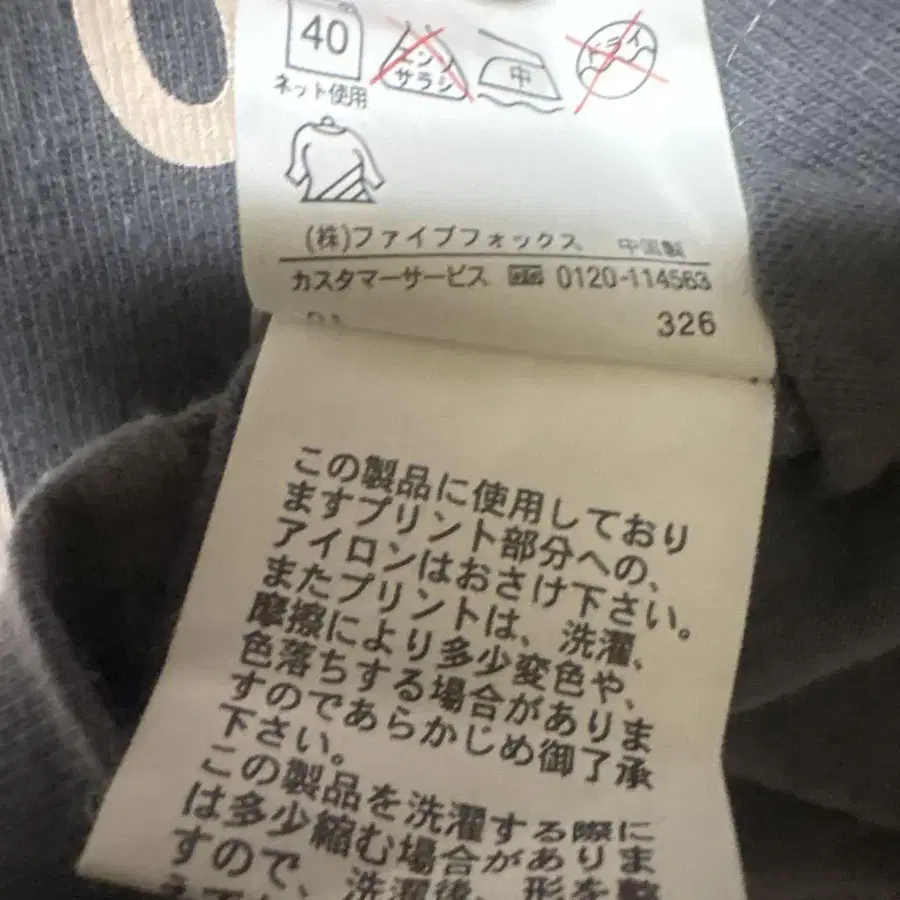 40
エンソ
サラシ
中
ドライ
ネット使用
(株)ファイブフォックス 中国製
カスタマーサービス 0120-114563
326
この製品に使用しており
ますプリント部分への、
アイロンはおさけ下さい。
またプリントは、洗濯、
摩擦により多少変色や、
色落ちする場合がありま
すのであらかじめ御了承
下さい。
この製品を洗濯する際に
は多少縮む場合がありま
すので、洗濯後、形を整